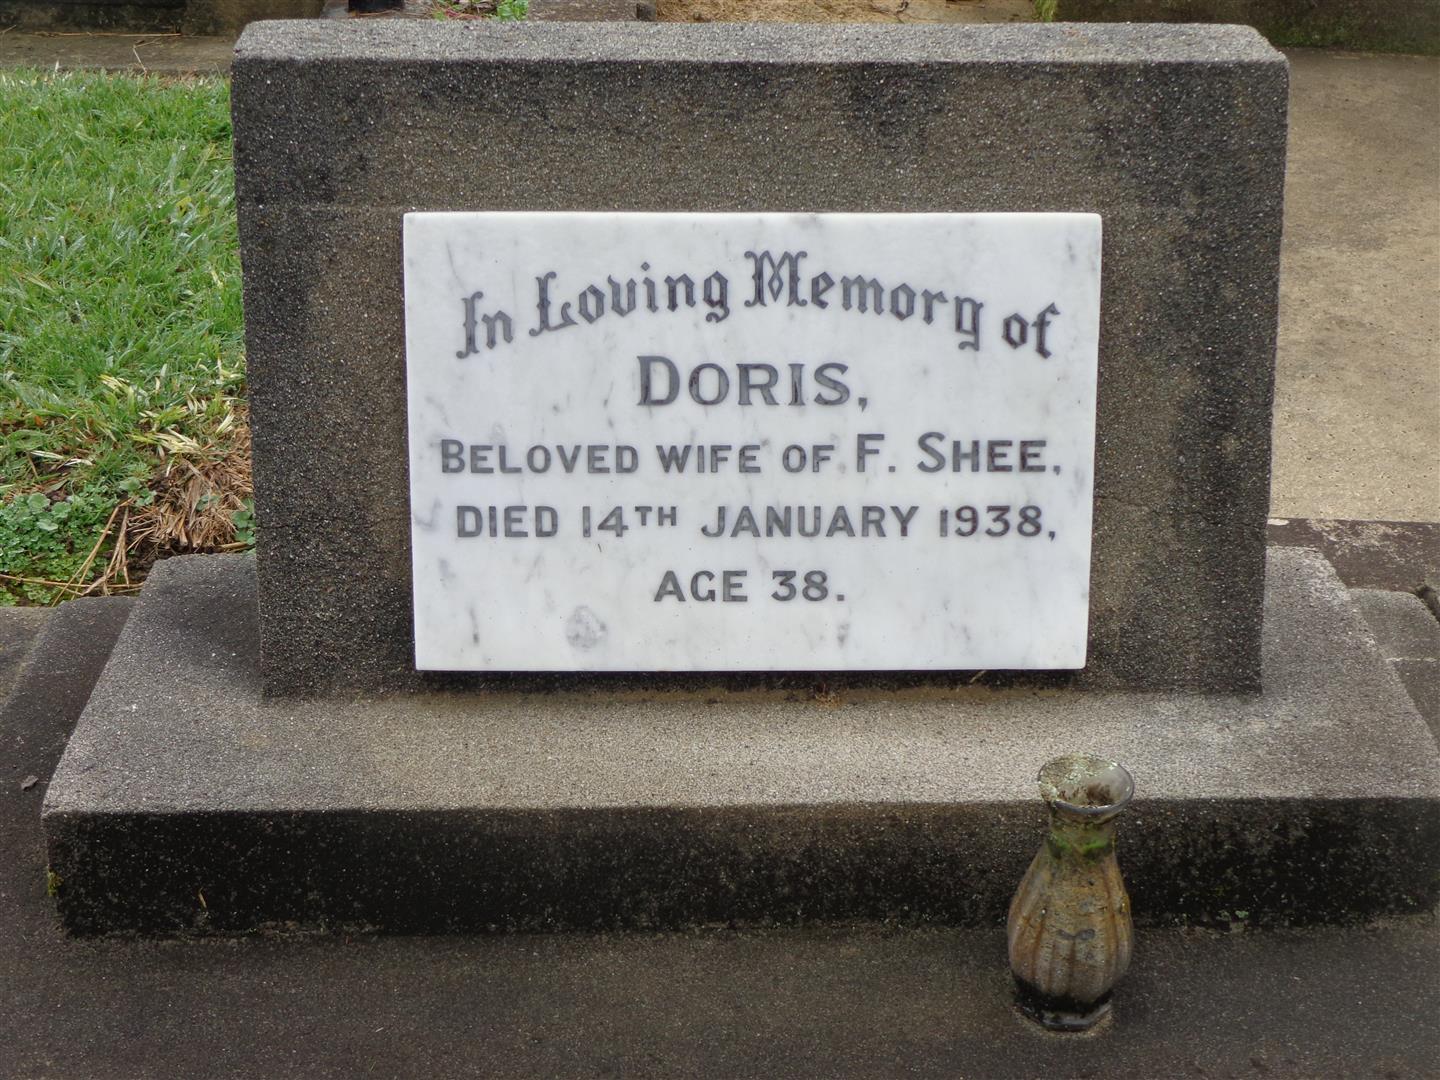 In Loving Memory of
DORIS,
BELOVED WIFE OF F. SHEE,
DIED 14TH JANUARY 1938,
AGE 38.